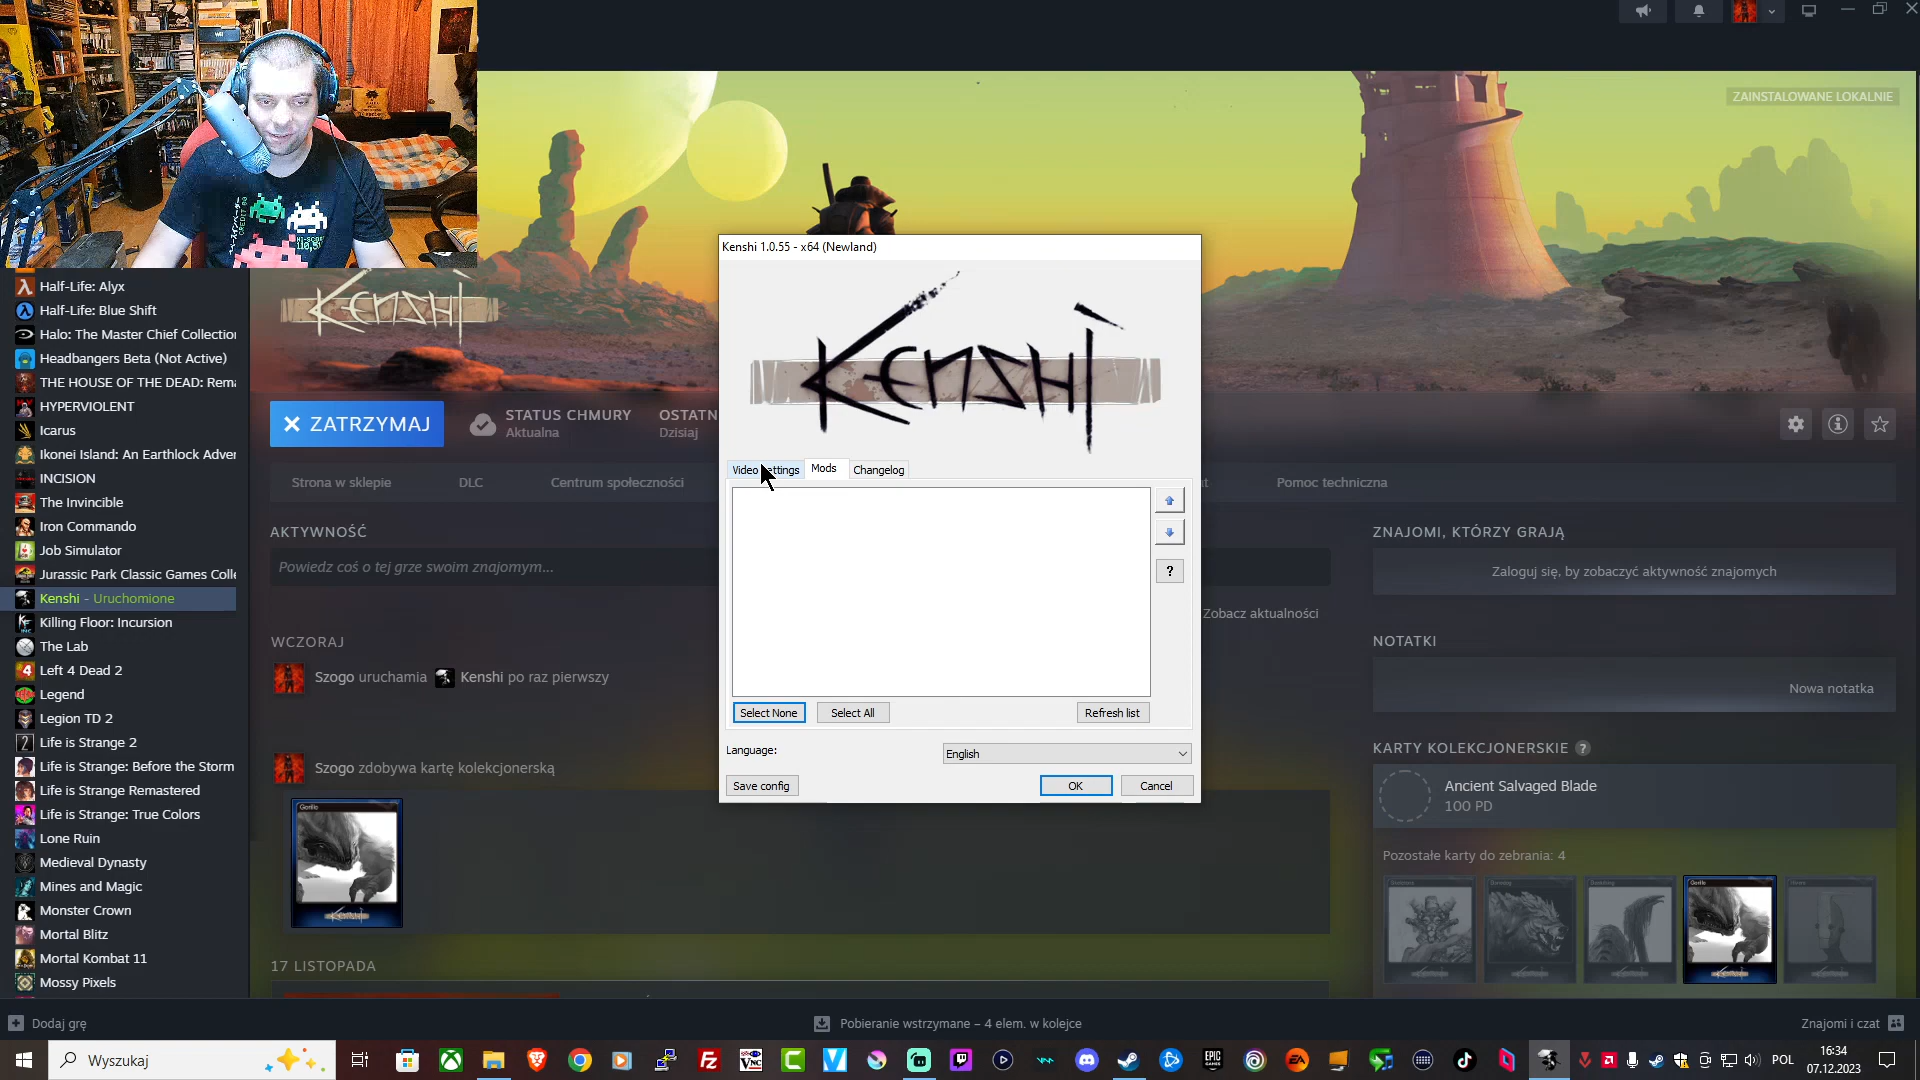 ZAINSTALOWANE LOKALNIE
Kenshi 1.0.55 - x64 (Newland)
KENSHI
KENSHI
Half-Life: Alyx
Half-Life: Blue Shift
Halo: The Master Chief Collection
Headbangers Beta (Not Active)
THE HOUSE OF THE DEAD: Rema
HYPERVIOLENT
Icarus
Ikonei Island: An Earthlock Adver
INCISION
The Invincible
Iron Commando
Job Simulator
Jurassic Park Classic Games Colle
Kenshi - Uruchomione
Killing Floor: Incursion
The Lab
Left 4 Dead 2
Legend
Legion TD 2
Life is Strange 2
Life is Strange: Before the Storm
Life is Strange Remastered
Life is Strange: True Colors
Lone Ruin
Medieval Dynasty
Mines and Magic
Monster Crown
Mortal Blitz
Mortal Kombat 11
Mossy Pixels
ZATRZYMAJ
STATUS CHMURY
Aktualna
OSTATN
Dzisiaj
Strona w sklepie
DLC
Centrum społeczności
Pomoc techniczna
AKTYWNOŚĆ
Powiedz coś o tej grze swoim znajomym...
Zobacz aktualności
WCZORAJ
Szogo uruchamia Kenshi po raz pierwszy
Szogo zdobywa kartę kolekcjonerską
Gorillo
KENSHI
17 LISTOPADA
Video ettings
Mods
Changelog
?
Select None
Select All
Refresh list
Language:
English
Save config
OK
Cancel
ZNAJOMI, KTÓRZY GRAJĄ
Zaloguj się, by zobaczyć aktywność znajomych
NOTATKI
Nowa notatka
KARTY KOLEKCJONERSKIE ?
Ancient Salvaged Blade
100 PD
Pozostałe karty do zebrania: 4
Gorillo
KENSHI
Dodaj grę
Pobieranie wstrzymane – 4 elem. w kolejce
Znajomi i czat
Wyszukaj
POL
16:34
07.12.2023